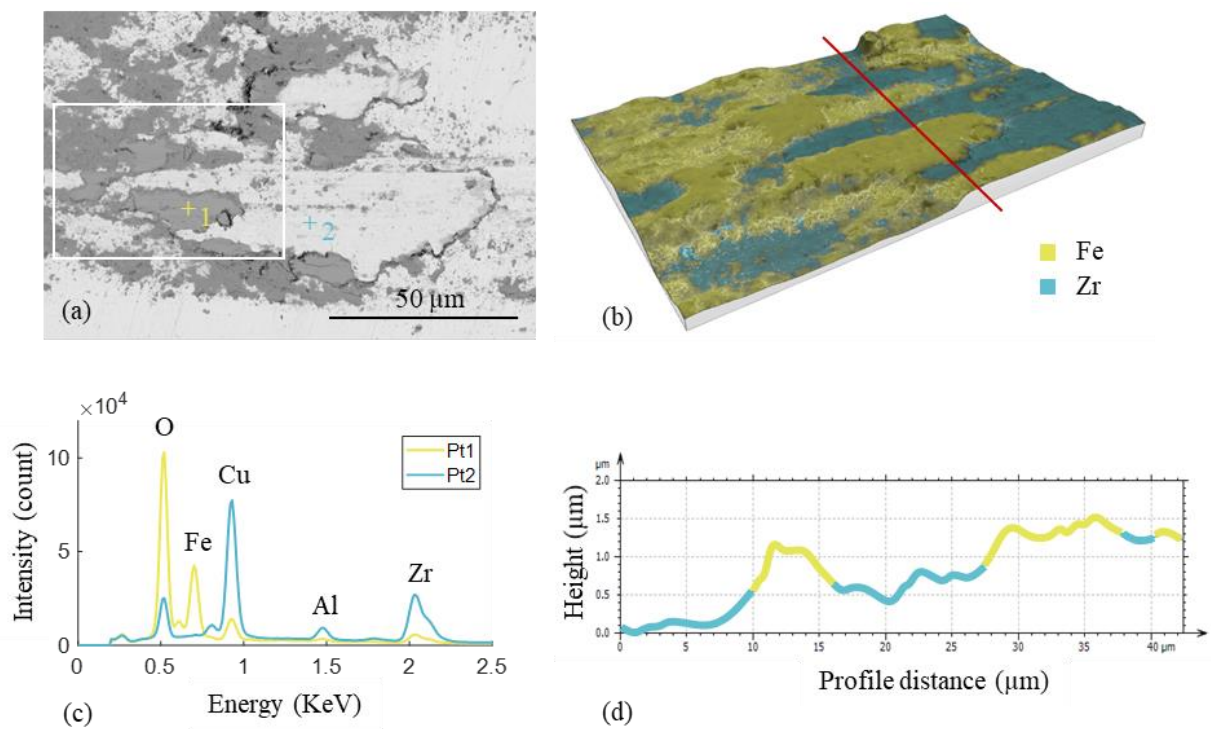 +1
+2
50 µm
(a)
Fe
Zr
(b)
×10⁴
O
Cu
Fe
Al
Zr
Pt1
Pt2
10
5
0
0
0.5
1
1.5
2
2.5
Intensity (count)
Energy (KeV)
(c)
µm
2.0
1.5
1.0
0.5
0.0
0
5
10
15
20
25
30
35
40 µm
Height (µm)
Profile distance (µm)
(d)